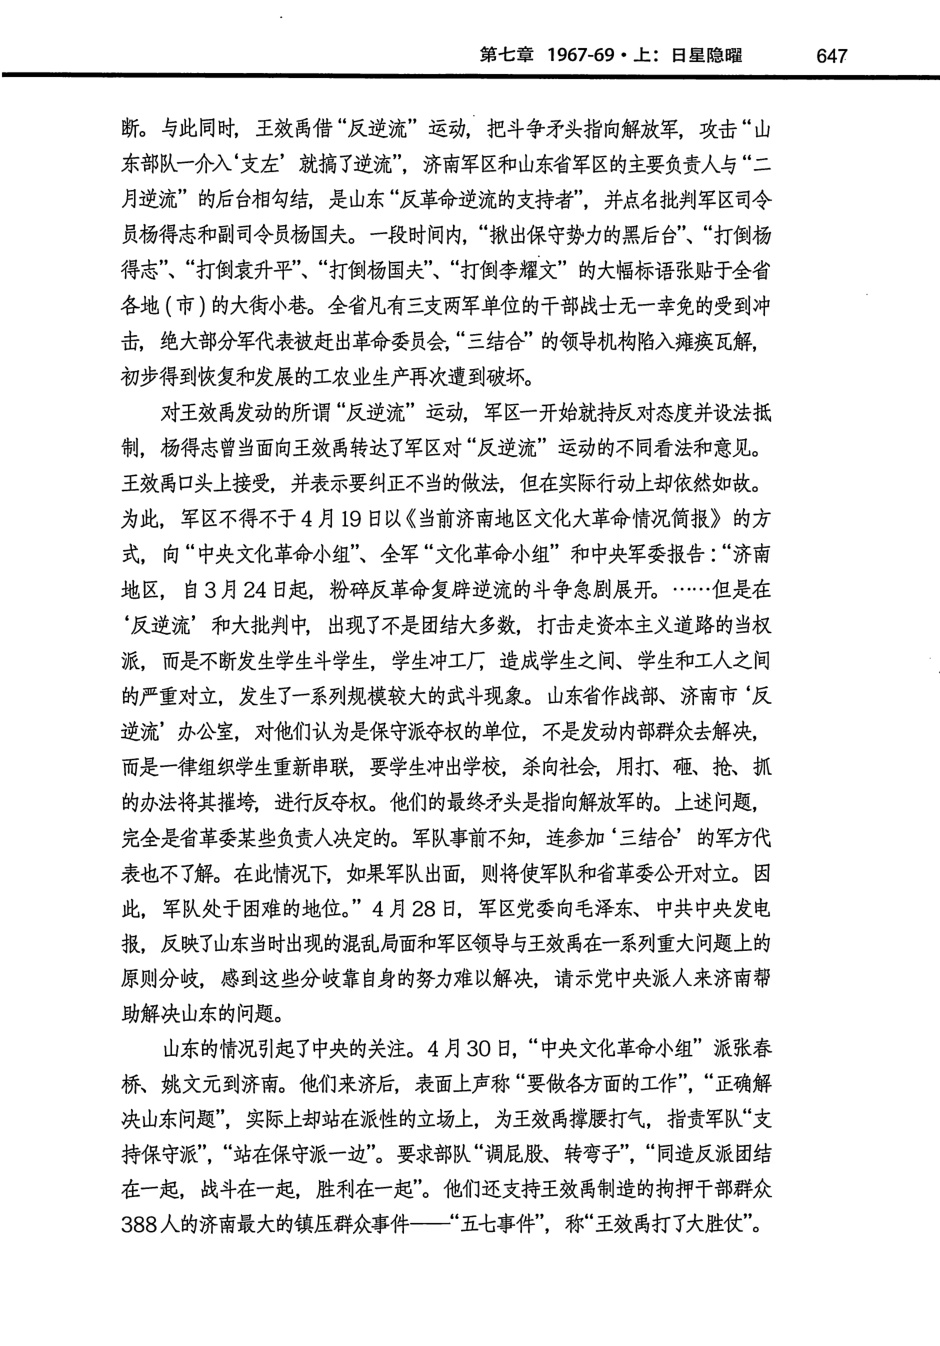 第七章 1967-69·上：日星隐曜 647
断。与此同时，王效禹借“反逆流”运动，把斗争矛头指向解放军，攻击“山
东部队一介入‘支左’就搞了逆流”，济南军区和山东省军区的主要负责人与“二
月逆流”的后台相勾结，是山东“反革命逆流的支持者”，并点名批判军区司令
员杨得志和副司令员杨国夫。一段时间内，“揪出保守势力的黑后台”、“打倒杨
得志”、“打倒袁升平”、“打倒杨国夫”、“打倒李耀文”的大幅标语张贴于全省
各地（市）的大街小巷。全省凡有三支两军单位的干部战士无一幸免的受到冲
击，绝大部分军代表被赶出革命委员会，“三结合”的领导机构陷入瘫痪瓦解，
初步得到恢复和发展的工农业生产再次遭到破坏。
对王效禹发动的所谓“反逆流”运动，军区一开始就持反对态度并设法抵
制，杨得志曾当面向王效禹转达了军区对“反逆流”运动的不同看法和意见。
王效禹口头上接受，并表示要纠正不当的做法，但在实际行动上却依然如故。
为此，军区不得不于4月19日以《当前济南地区文化大革命情况简报》的方
式，向“中央文化革命小组”、全军“文化革命小组”和中央军委报告：“济南
地区，自3月24日起，粉碎反革命复辟逆流的斗争急剧展开。……但是在
‘反逆流’和大批判中，出现了不是团结大多数，打击走资本主义道路的当权
派，而是不断发生学生斗学生，学生冲工厂，造成学生之间、学生和工人之间
的严重对立，发生了一系列规模较大的武斗现象。山东省作战部、济南市‘反
逆流’办公室，对他们认为是保守派夺权的单位，不是发动内部群众去解决，
而是一律组织学生重新串联，要学生冲出学校，杀向社会，用打、砸、抢、抓
的办法将其摧垮，进行反夺权。他们的最终矛头是指向解放军的。上述问题，
完全是省革委某些负责人决定的。军队事前不知，连参加‘三结合’的军方代
表也不了解。在此情况下，如果军队出面，则将使军队和省革委公开对立。因
此，军队处于困难的地位。”4月28日，军区党委向毛泽东、中共中央发电
报，反映了山东当时出现的混乱局面和军区领导与王效禹在一系列重大问题上的
原则分歧，感到这些分歧靠自身的努力难以解决，请示党中央派人来济南帮
助解决山东的问题。
山东的情况引起了中央的关注。4月30日，“中央文化革命小组”派张春
桥、姚文元到济南。他们来济后，表面上声称“要做各方面的工作”，“正确解
决山东问题”，实际上却站在派性的立场上，为王效禹撑腰打气，指责军队“支
持保守派”，“站在保守派一边”。要求部队“调屁股、转弯子”，“同造反派团结
在一起，战斗在一起，胜利在一起”。他们还支持王效禹制造的拘押干部群众
388人的济南最大的镇压群众事件——“五七事件”，称“王效禹打了大胜仗”。